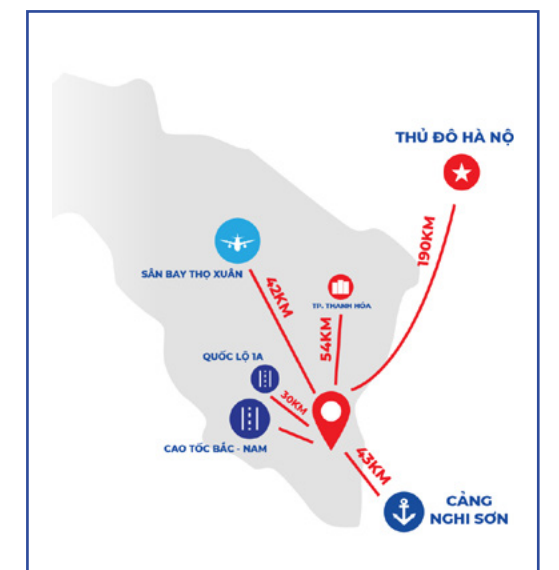 THỦ ĐÔ HÀ NỘ
190KM
SÂN BAY THỌ XUÂN
42KM
TP. THANH HÓA
54KM
QUỐC LỘ 1A
30KM
CAO TỐC BẮC - NAM
43KM
CẢNG
NGHI SƠN